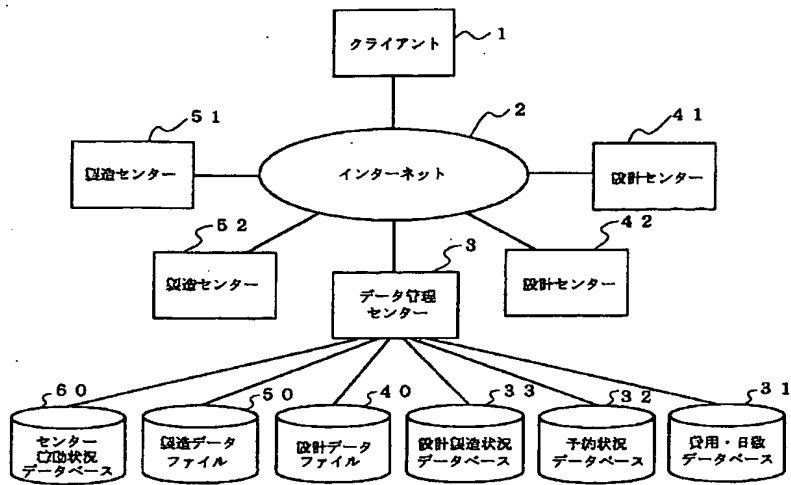 クライアント
1
2
51
41
製造センター
インターネット
設計センター
52
42
3
製造センター
設計センター
データ管理
センター
60
50
40
33
32
31
センター
稼動状況
データベース
製造データ
ファイル
設計データ
ファイル
設計製造状況
データベース
予約状況
データベース
費用・日数
データベース